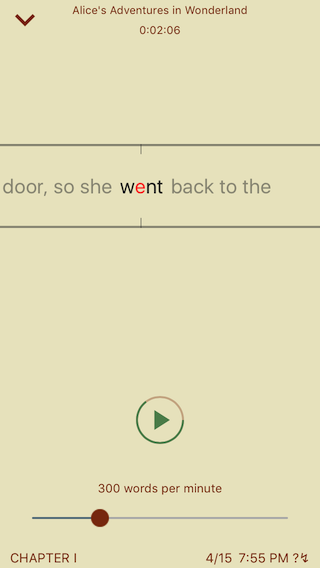 Alice's Adventures in Wonderland
0:02:06
door, so she went back to the
300 words per minute
CHAPTER I
4/15 7:55 PM ?↯